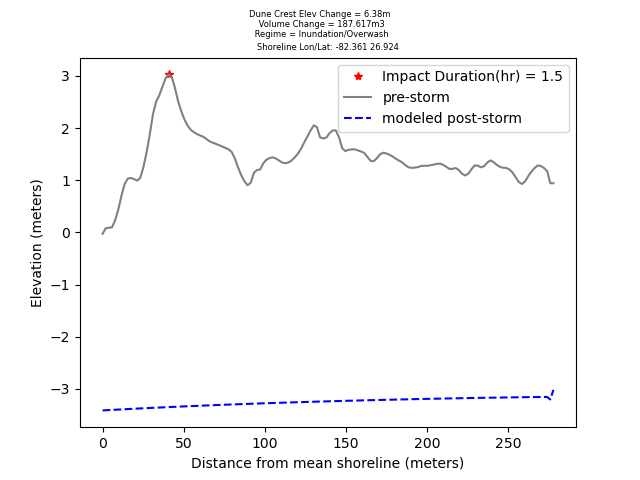 Dune Crest Elev Change = 6.38m
Volume Change = 187.617m3
Regime = Inundation/Overwash
Shoreline Lon/Lat: -82.361 26.924
Impact Duration(hr) = 1.5
pre-storm
modeled post-storm
3
2
1
0
−1
−2
−3
Elevation (meters)
0 50 100 150 200 250
Distance from mean shoreline (meters)